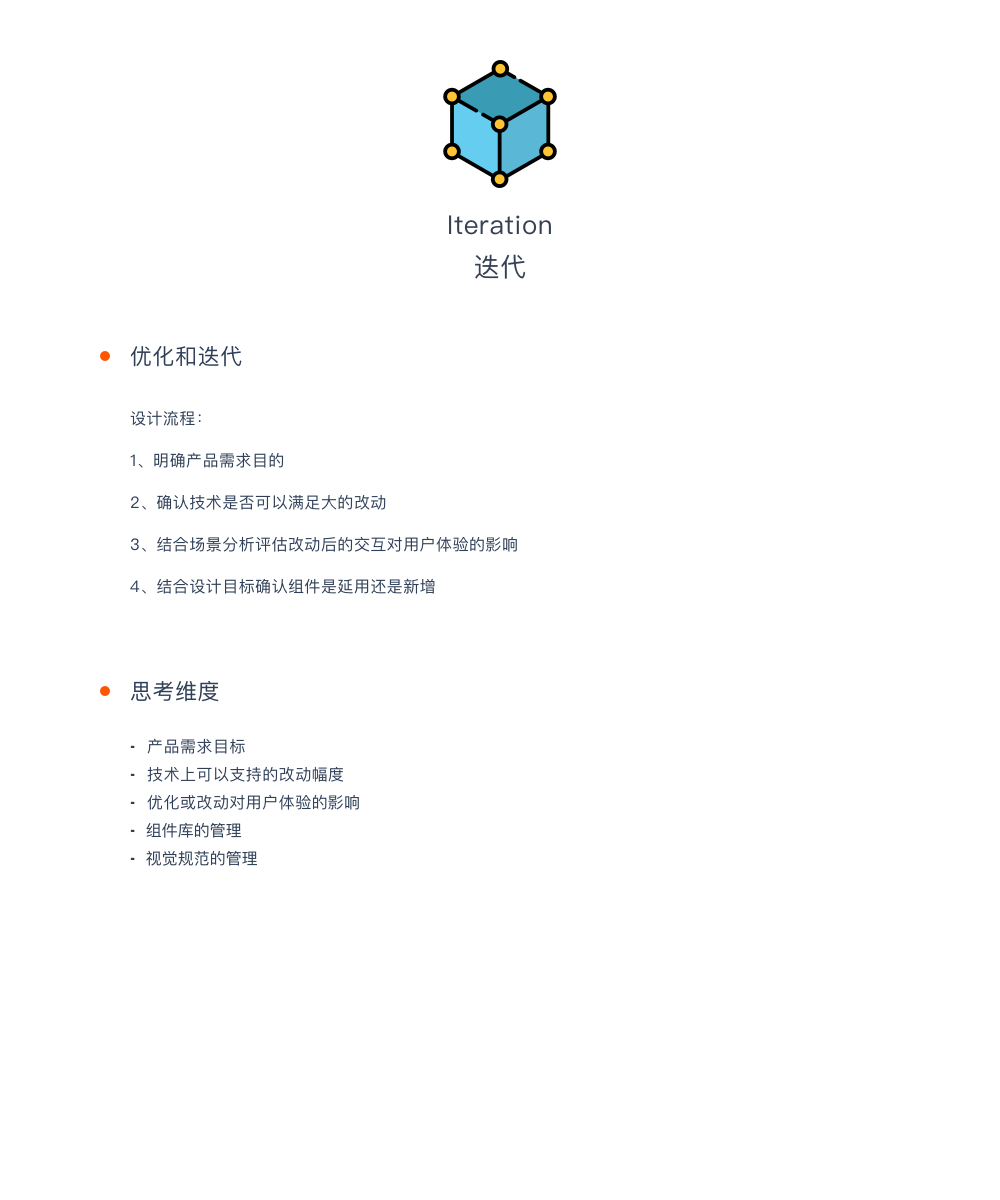 Iteration
迭代
优化和迭代
设计流程：
1、明确产品需求目的
2、确认技术是否可以满足大的改动
3、结合场景分析评估改动后的交互对用户体验的影响
4、结合设计目标确认组件是延用还是新增
思考维度
- 产品需求目标
- 技术上可以支持的改动幅度
- 优化或改动对用户体验的影响
- 组件库的管理
- 视觉规范的管理